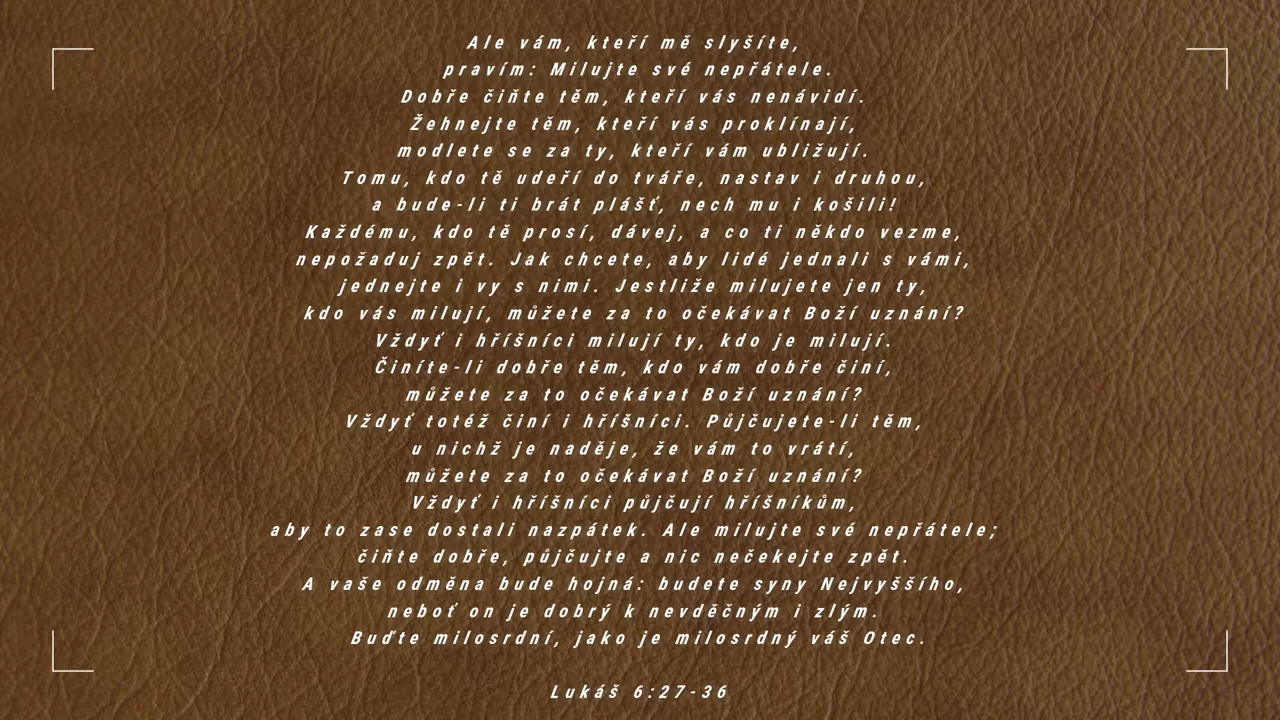 Ale vám, kteří mě slyšíte,
pravím: Milujte své nepřátele.
Dobře čiňte těm, kteří vás nenávidí.
Žehnejte těm, kteří vás proklínají,
modlete se za ty, kteří vám ubližují.
Tomu, kdo tě udeří do tváře, nastav i druhou,
a bude-li ti brát plášť, nech mu i košili!
Každému, kdo tě prosí, dávej, a co ti někdo vezme,
nepožaduj zpět. Jak chcete, aby lidé jednali s vámi,
jednejte i vy s nimi. Jestliže milujete jen ty,
kdo vás milují, můžete za to očekávat Boží uznání?
Vždyť i hříšníci milují ty, kdo je milují.
Činíte-li dobře těm, kdo vám dobře činí,
můžete za to očekávat Boží uznání?
Vždyť totéž činí i hříšníci. Půjčujete-li těm,
u nichž je naděje, že vám to vrátí,
můžete za to očekávat Boží uznání?
Vždyť i hříšníci půjčují hříšníkům,
aby to zase dostali nazpátek. Ale milujte své nepřátele;
čiňte dobře, půjčujte a nic nečekejte zpět.
A vaše odměna bude hojná: budete syny Nejvyššího,
neboť on je dobrý k nevděčným i zlým.
Buďte milosrdní, jako je milosrdný váš Otec.
Lukáš 6:27-36